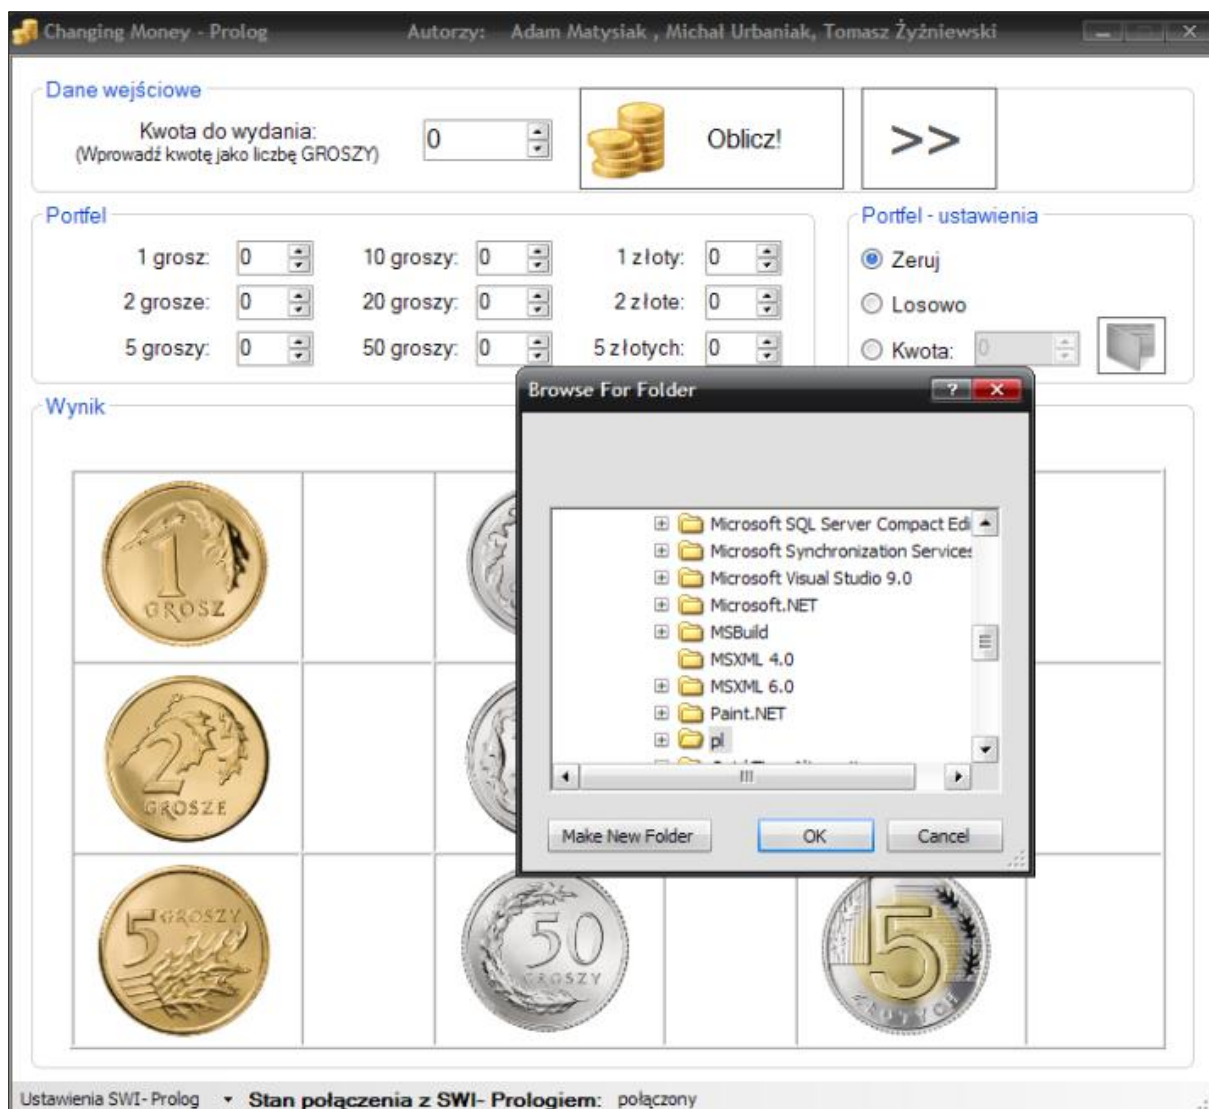 Changing Money - Prolog Autorzy: Adam Matysiak , Michał Urbaniak, Tomasz Żyźniewski
Dane wejściowe
Kwota do wydania:
(Wprowadź kwotę jako liczbę GROSZY)
0
Oblicz!
>>
Portfel
1 grosz: 0 10 groszy: 0 1 złoty: 0
2 grosze: 0 20 groszy: 0 2 złote: 0
5 groszy: 0 50 groszy: 0 5 złotych: 0
Portfel - ustawienia
Zeruj
Losowo
Kwota: 0
Wynik
1
GROSZ
2
GROSZE
5 GROSZY
50
GROSZY
5
ZŁOTYCH
Browse For Folder
?
Microsoft SQL Server Compact Edi
Microsoft Synchronization Services
Microsoft Visual Studio 9.0
Microsoft.NET
MSBuild
MSXML 4.0
MSXML 6.0
Paint.NET
pl
Make New Folder OK Cancel
Ustawienia SWI- Prolog Stan połączenia z SWI- Prologiem: połączony